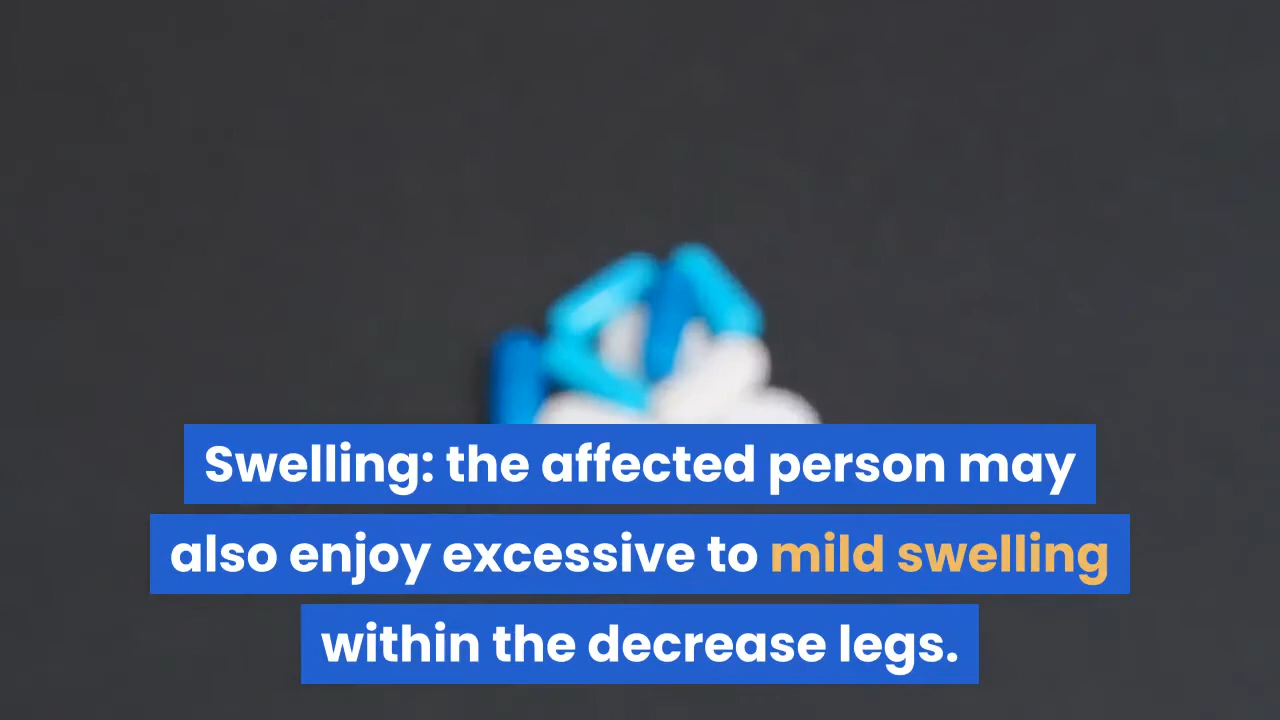 Swelling: the affected person may
also enjoy excessive to mild swelling
within the decrease legs.